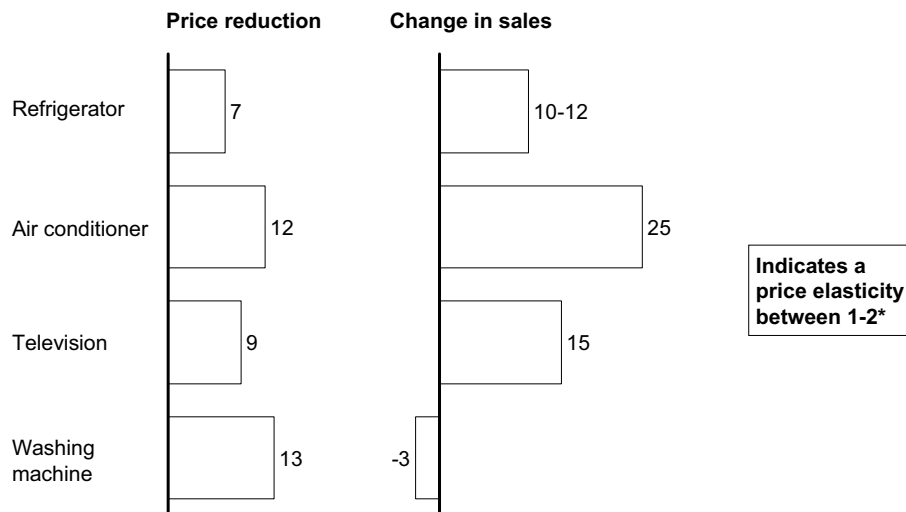 Price reduction Change in sales
Refrigerator 7 10-12
Air conditioner 12 25
Indicates a
price elasticity
between 1-2*
Television 9 15
Washing
machine 13 -3